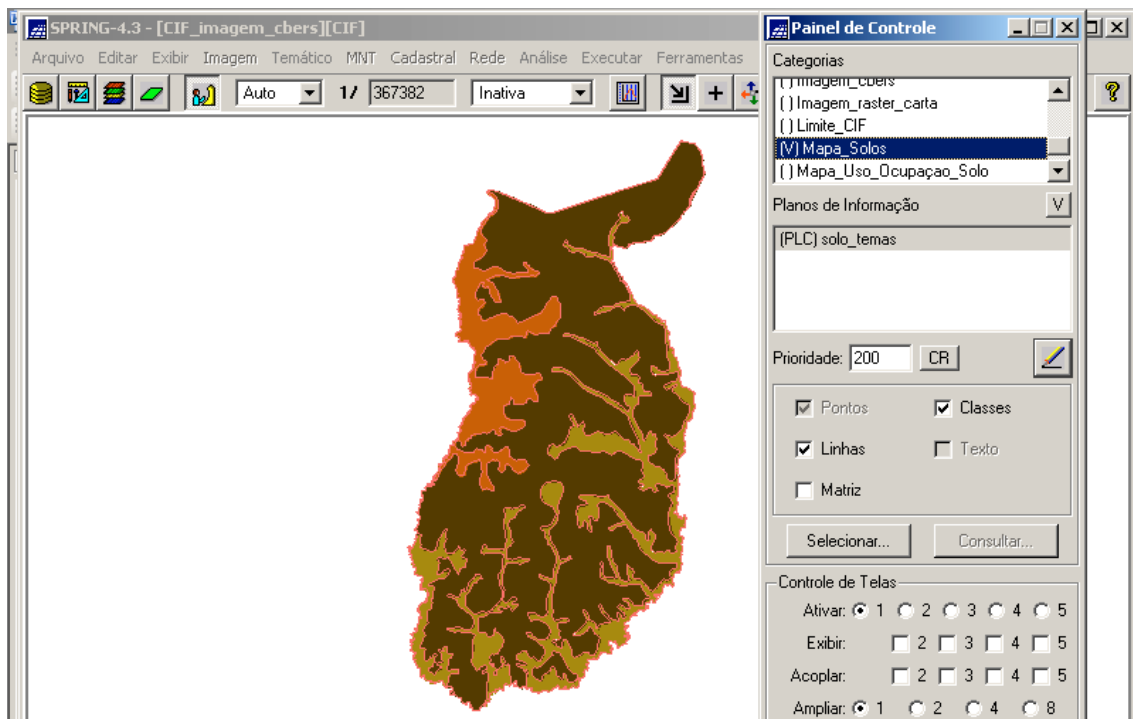 SPRING-4.3 - [CIF_imagem_cbers][CIF]
Arquivo Editar Exibir Imagem Temático MNT Cadastral Rede Análise Executar Ferramentas
Auto 1/ 367382 Inativa
Painel de Controle
Categorias
( ) Imagem_cbers
( ) Imagem_raster_carta
( ) Limite_CIF
(V) Mapa_Solos
( ) Mapa_Uso_Ocupaçao_Solo
Planos de Informação V
(PLC) solo_temas
Prioridade: 200 CR
Pontos Classes
Linhas Texto
Matriz
Selecionar... Consultar...
Controle de Telas
Ativar: 1 2 3 4 5
Exibir: 2 3 4 5
Acoplar: 2 3 4 5
Ampliar: 1 2 4 8